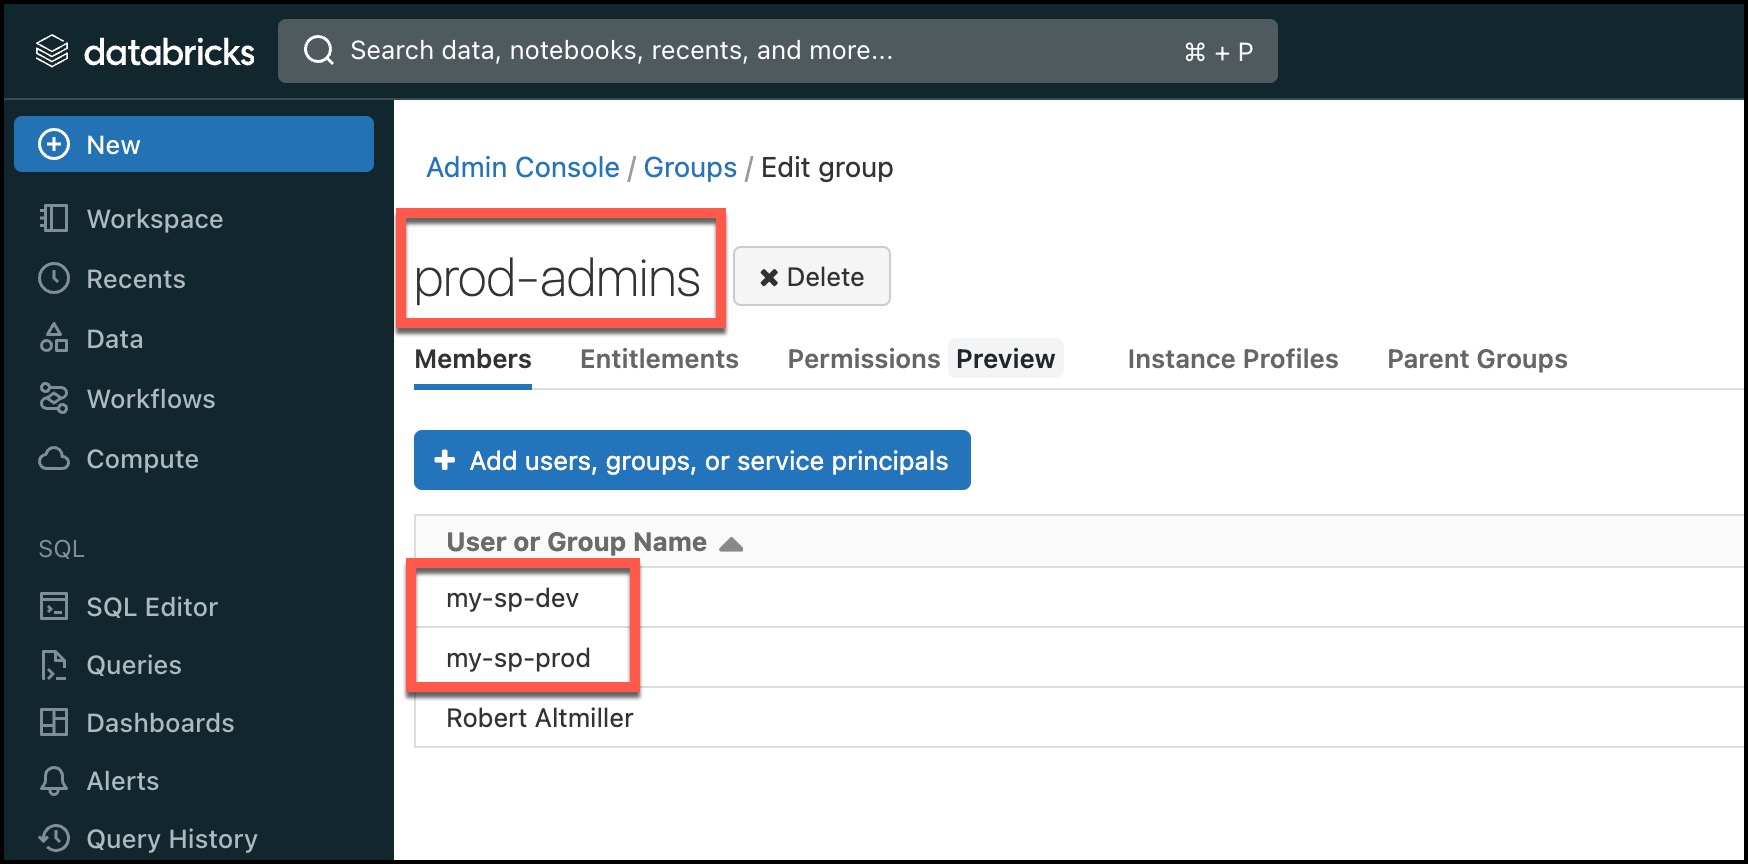 databricks
Search data, notebooks, recents, and more...
⌘ + P
New
Workspace
Recents
Data
Workflows
Compute
SQL
SQL Editor
Queries
Dashboards
Alerts
Query History
Admin Console / Groups / Edit group
prod-admins
Delete
Members Entitlements Permissions Preview Instance Profiles Parent Groups
+ Add users, groups, or service principals
User or Group Name
my-sp-dev
my-sp-prod
Robert Altmiller